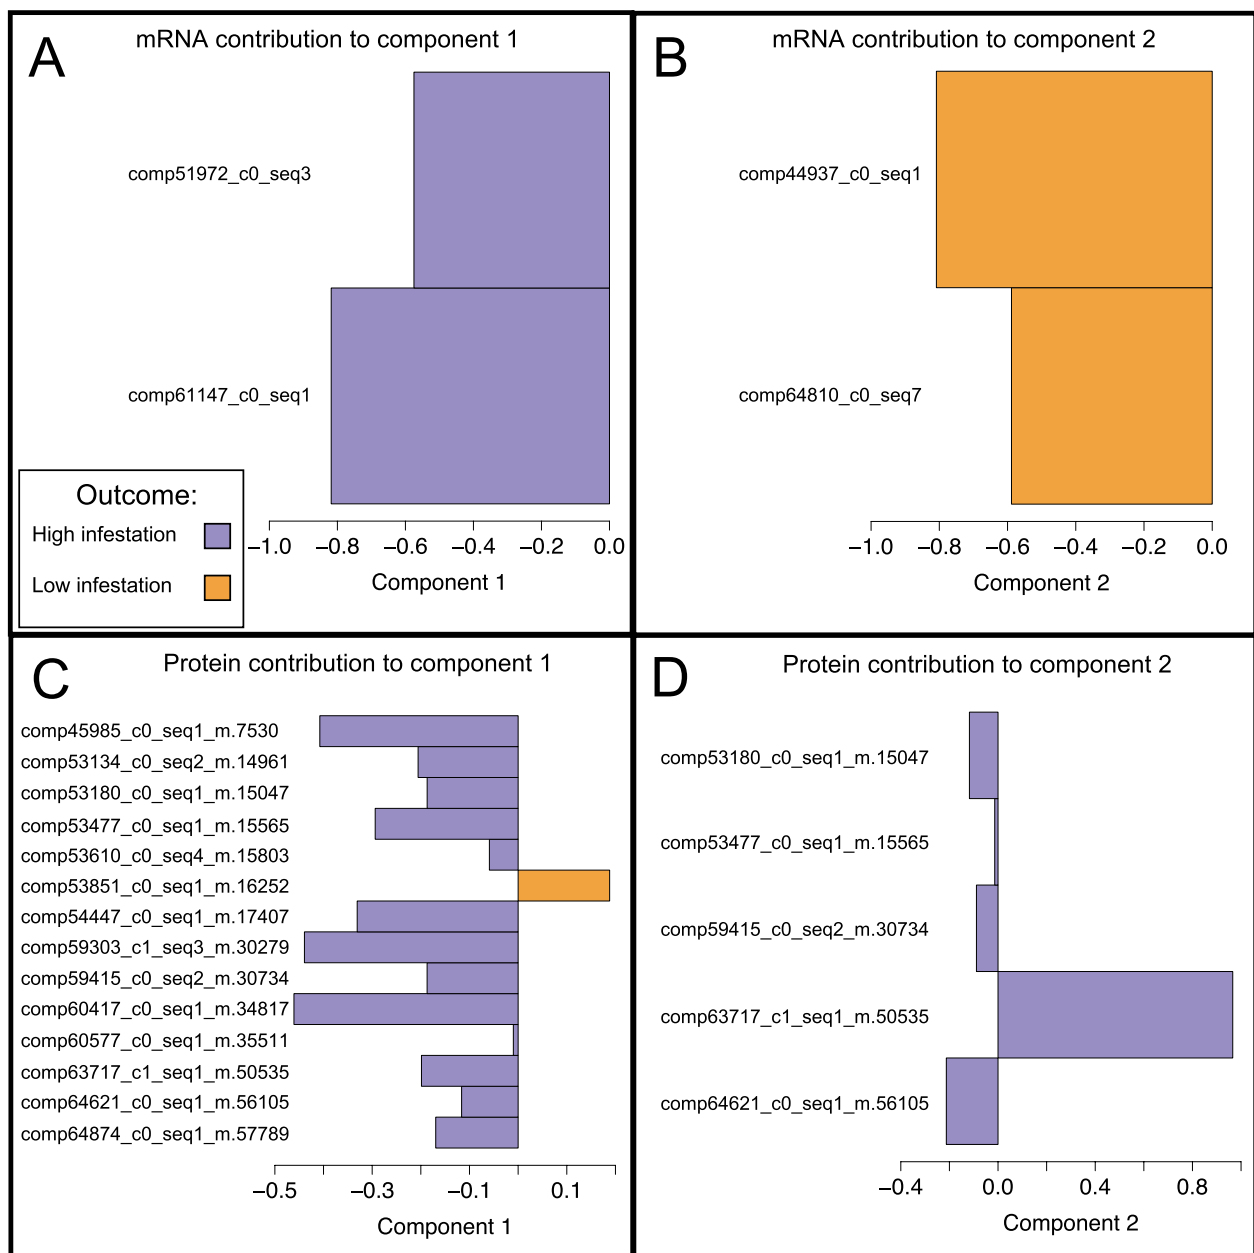 A
mRNA contribution to component 1
comp51972_c0_seq3
comp61147_c0_seq1
Outcome:
High infestation
Low infestation
−1.0 −0.8 −0.6 −0.4 −0.2 0.0
Component 1
B
mRNA contribution to component 2
comp44937_c0_seq1
comp64810_c0_seq7
−1.0 −0.8 −0.6 −0.4 −0.2 0.0
Component 2
C
Protein contribution to component 1
comp45985_c0_seq1_m.7530
comp53134_c0_seq2_m.14961
comp53180_c0_seq1_m.15047
comp53477_c0_seq1_m.15565
comp53610_c0_seq4_m.15803
comp53851_c0_seq1_m.16252
comp54447_c0_seq1_m.17407
comp59303_c1_seq3_m.30279
comp59415_c0_seq2_m.30734
comp60417_c0_seq1_m.34817
comp60577_c0_seq1_m.35511
comp63717_c1_seq1_m.50535
comp64621_c0_seq1_m.56105
comp64874_c0_seq1_m.57789
−0.5 −0.3 −0.1 0.1
Component 1
D
Protein contribution to component 2
comp53180_c0_seq1_m.15047
comp53477_c0_seq1_m.15565
comp59415_c0_seq2_m.30734
comp63717_c1_seq1_m.50535
comp64621_c0_seq1_m.56105
−0.4 0.0 0.4 0.8
Component 2